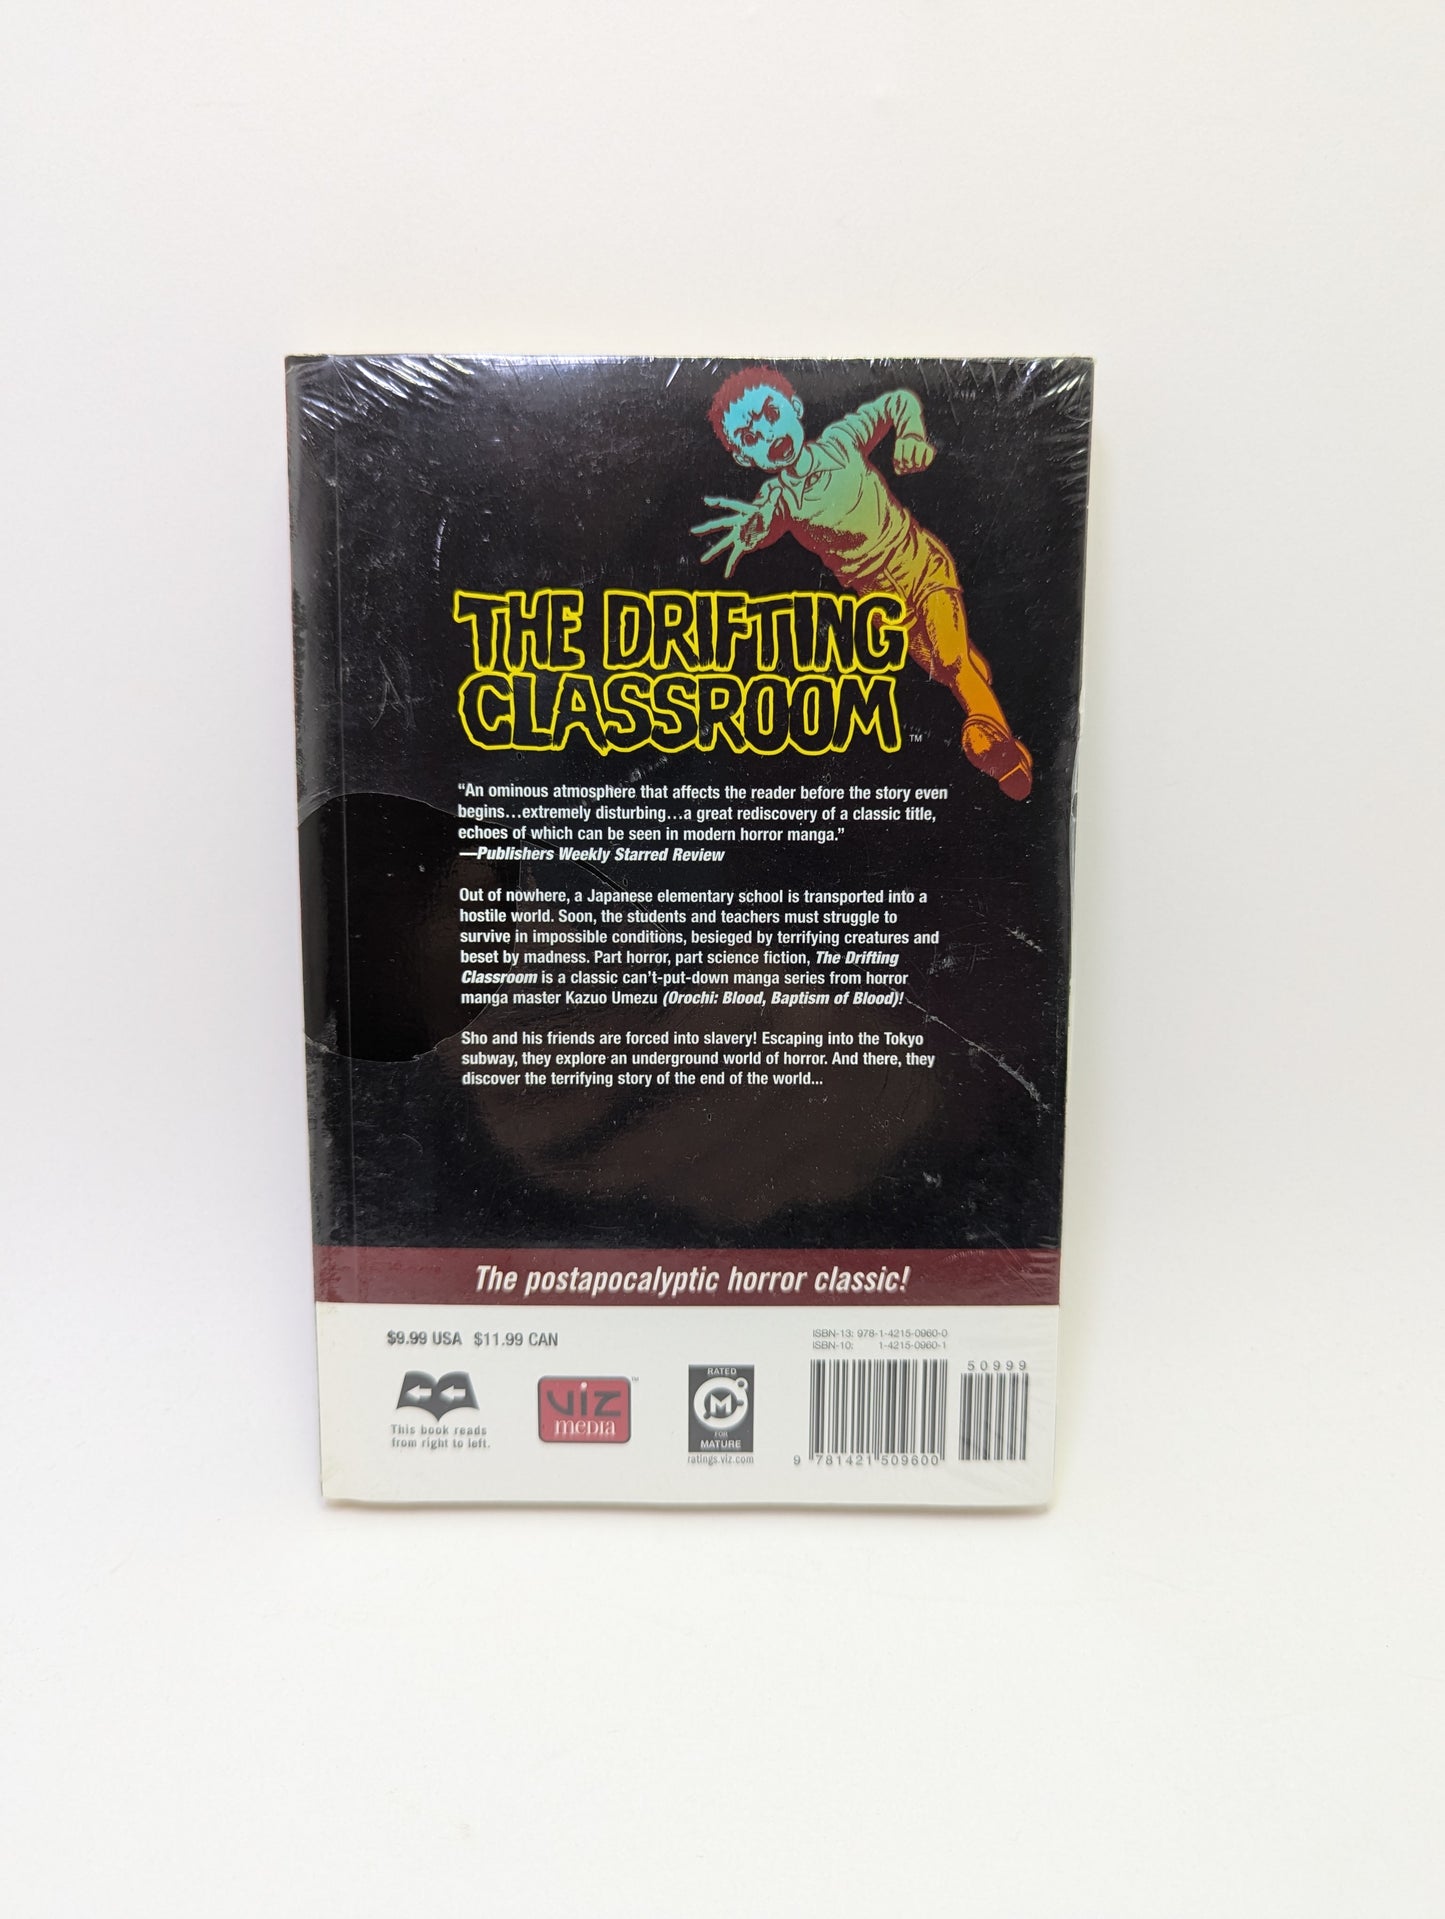 THE DRIFTING
CLASSROOM™
“An ominous atmosphere that affects the reader before the story even
begins...extremely disturbing...a great rediscovery of a classic title,
echoes of which can be seen in modern horror manga.”
—Publishers Weekly Starred Review
Out of nowhere, a Japanese elementary school is transported into a
hostile world. Soon, the students and teachers must struggle to
survive in impossible conditions, besieged by terrifying creatures and
beset by madness. Part horror, part science fiction, The Drifting
Classroom is a classic can’t-put-down manga series from horror
manga master Kazuo Umezu (Orochi: Blood, Baptism of Blood)!
Sho and his friends are forced into slavery! Escaping into the Tokyo
subway, they explore an underground world of horror. And there, they
discover the terrifying story of the end of the world...
The postapocalyptic horror classic!
$9.99 USA $11.99 CAN
ISBN-13: 978-1-4215-0960-0
ISBN-10: 1-4215-0960-1
This book reads
from right to left.
VIZ
MEDIA
™
RATED
M
FOR
MATURE
ratings.viz.com
50999
9 781421 509600